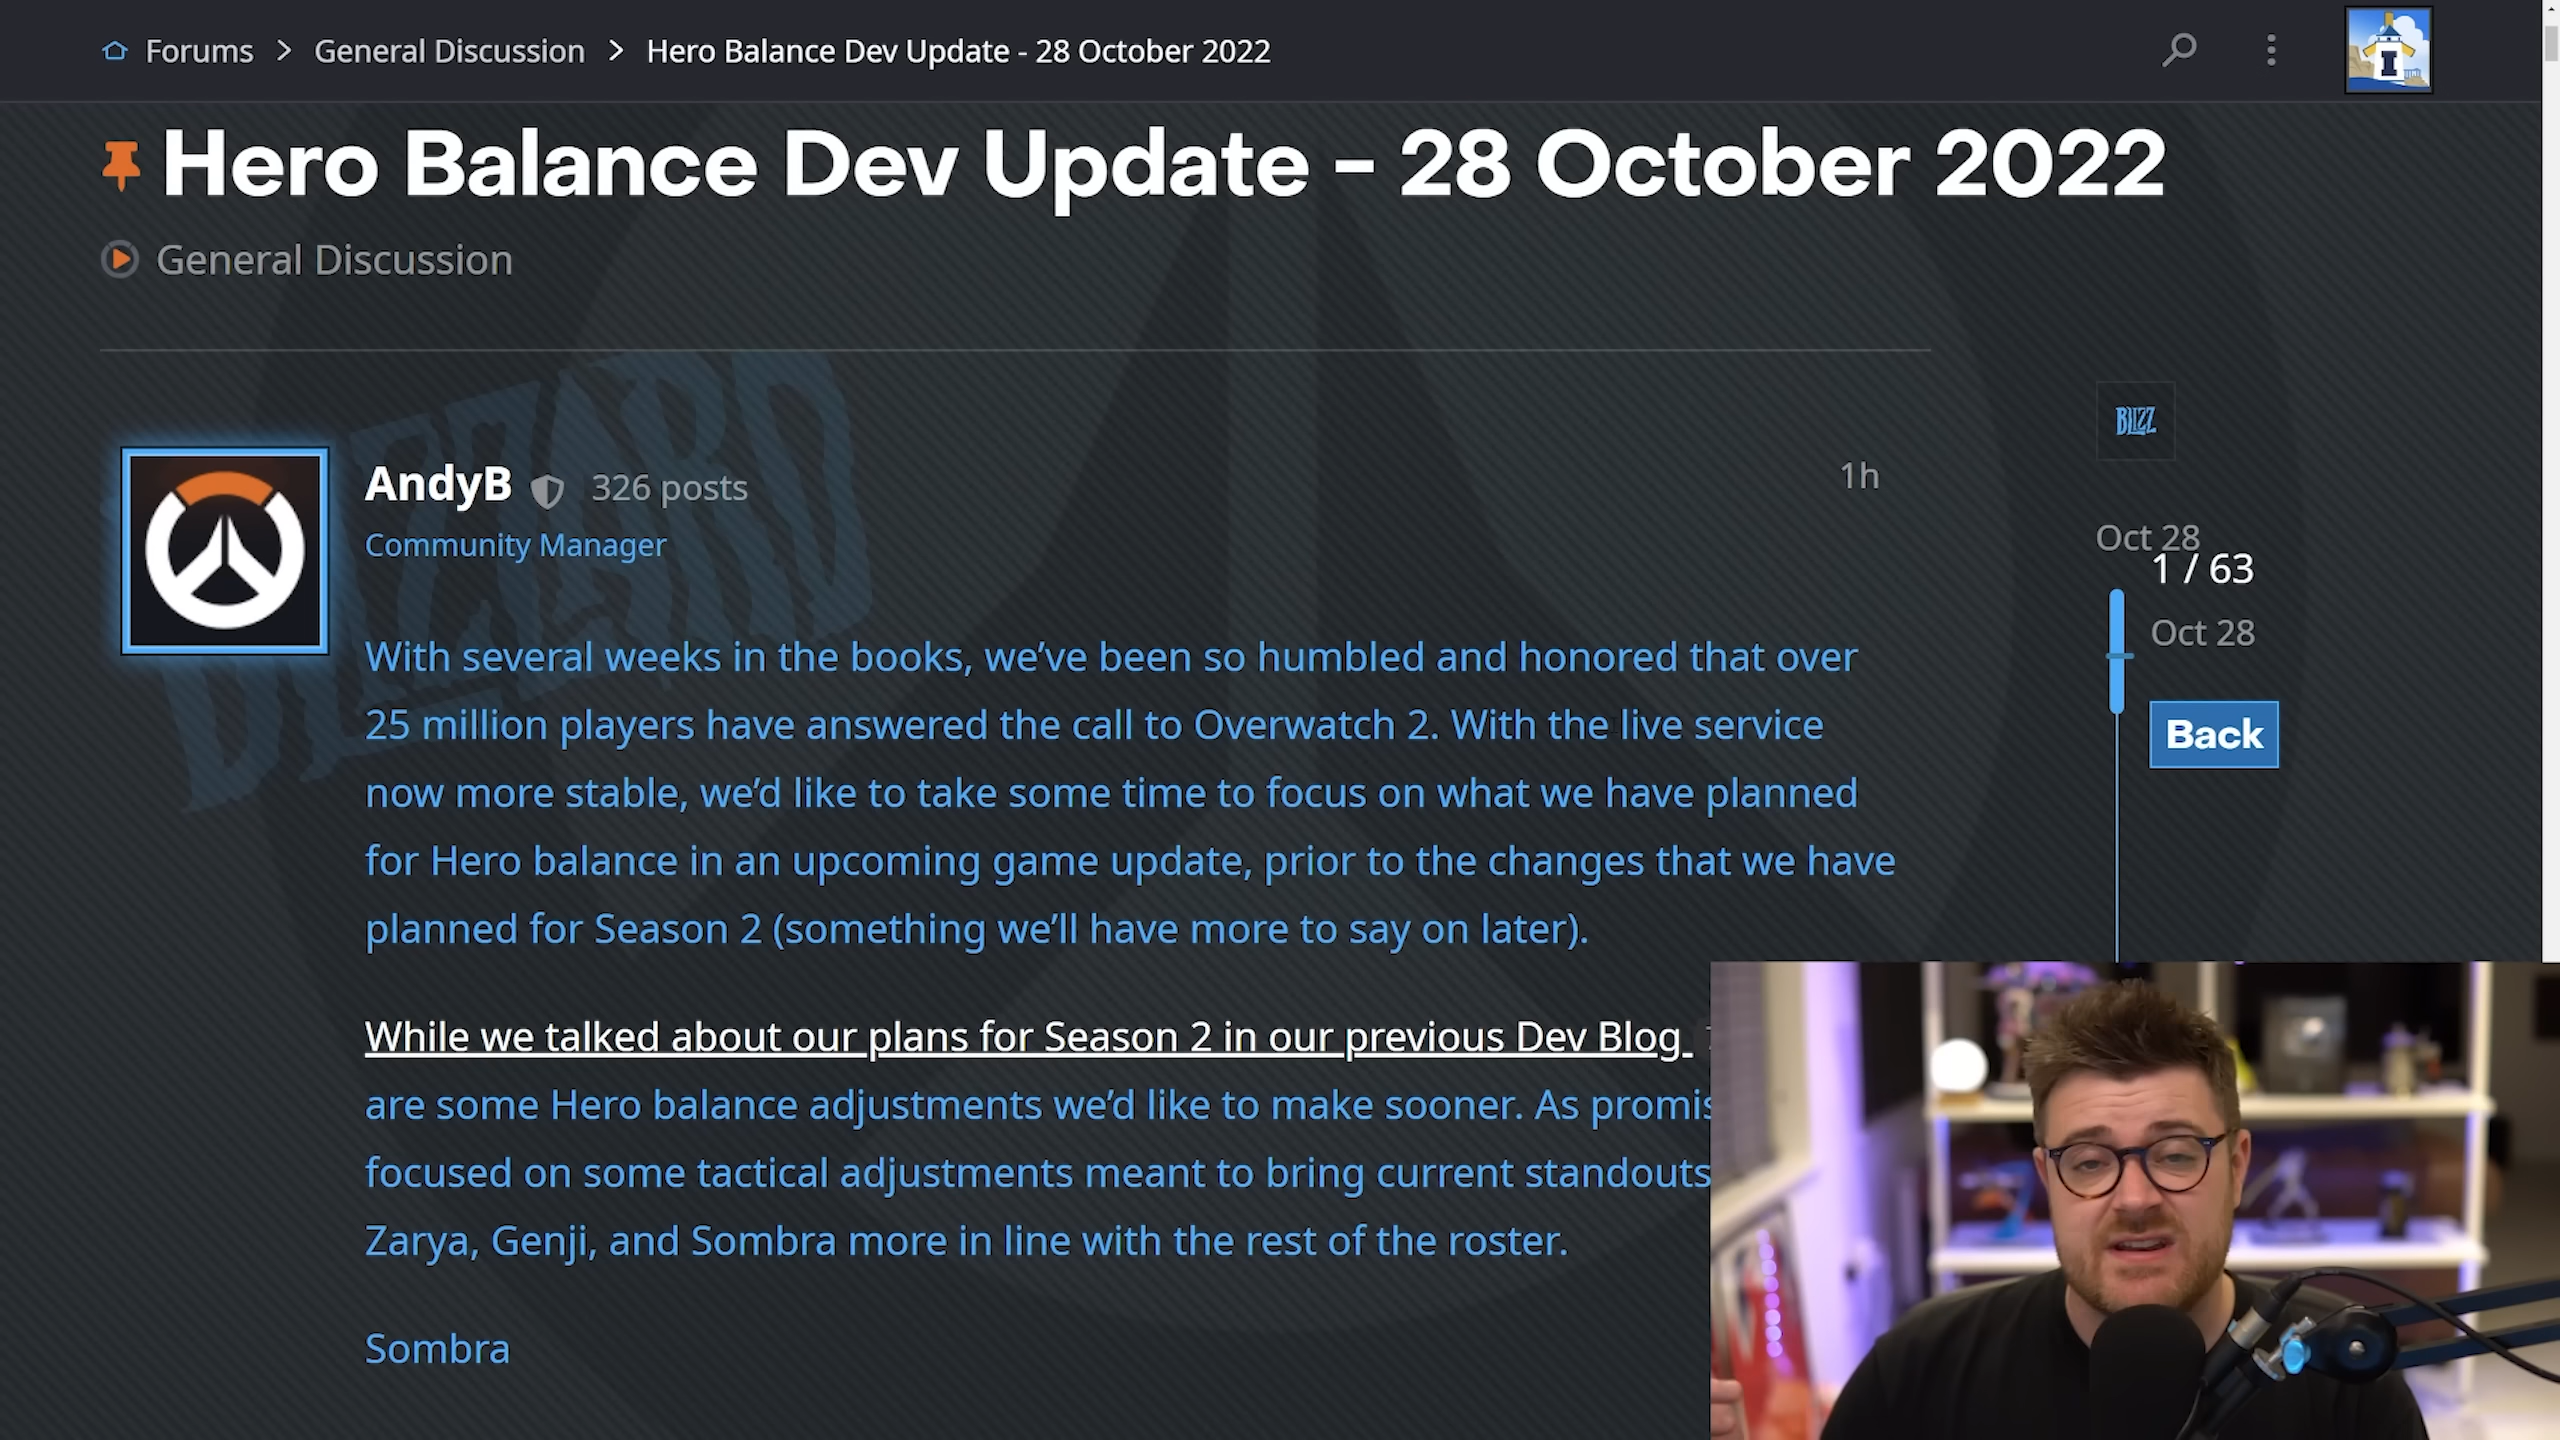 Forums > General Discussion > Hero Balance Dev Update - 28 October 2022
Hero Balance Dev Update - 28 October 2022
General Discussion
BLIZZARD
BLIZZ
AndyB 326 posts
1h
Community Manager
Oct 28
1 / 63
Oct 28
Back
With several weeks in the books, we’ve been so humbled and honored that over
25 million players have answered the call to Overwatch 2. With the live service
now more stable, we’d like to take some time to focus on what we have planned
for Hero balance in an upcoming game update, prior to the changes that we have
planned for Season 2 (something we’ll have more to say on later).
While we talked about our plans for Season 2 in our previous Dev Blog
are some Hero balance adjustments we’d like to make sooner. As
focused on some tactical adjustments meant to bring current standouts
Zarya, Genji, and Sombra more in line with the rest of the roster.
Sombra